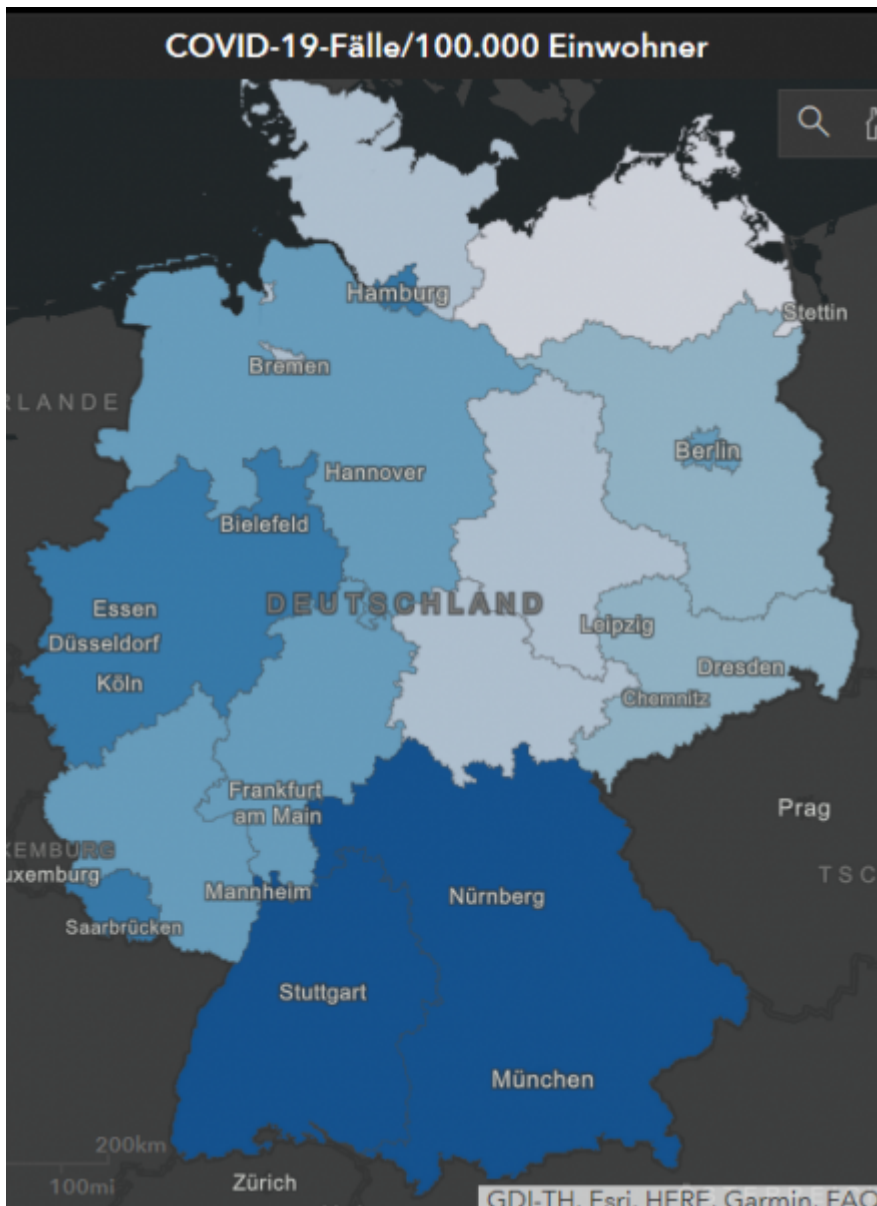 COVID-19-Fälle/100.000 Einwohner
Hamburg
Stettin
Bremen
RLANDE
Berlin
Hannover
Bielefeld
DEUTSCHLAND
Essen
Leipzig
Düsseldorf
Dresden
Köln
Chemnitz
Frankfurt
am Main
Prag
XEMBURG
uxemburg
TSC
Mannheim
Nürnberg
Saarbrücken
Stuttgart
München
200km
100mi
Zürich
GDI-TH, Esri, HERE, Garmin, FAO